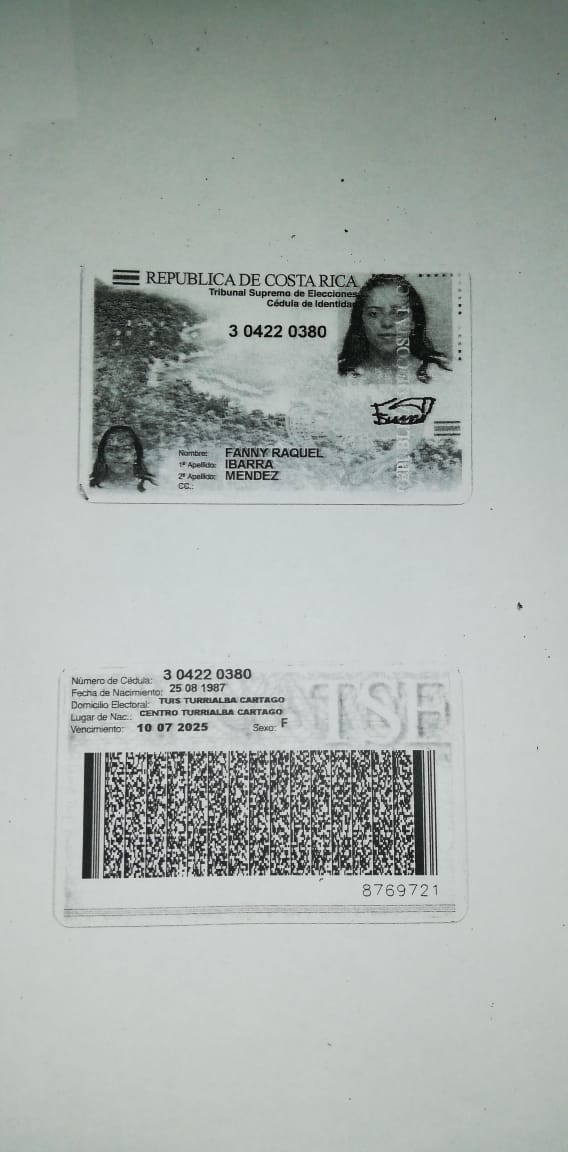 REPUBLICA DE COSTA RICA
Tribunal Supremo de Elecciones
Cédula de Identidad
3 0422 0380
Nombre: FANNY RAQUEL
1º Apellido: IBARRA
2º Apellido: MENDEZ
CC.:
Número de Cédula: 3 0422 0380
Fecha de Nacimiento: 25 08 1987
Domicilio Electoral: TUIS TURRIALBA CARTAGO
Lugar de Nac.: CENTRO TURRIALBA CARTAGO
Vencimiento: 10 07 2025 Sexo: F
TSE
8769721